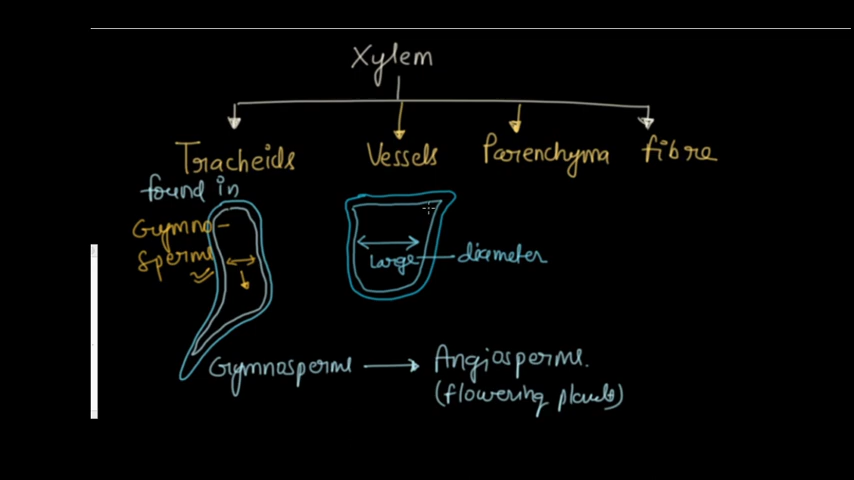 Xylem
Tracheids Vessels Parenchyma fibre
found in
Gymno-
sperms
Large diameter
Gymnosperms → Angiosperms.
(flowering plants)